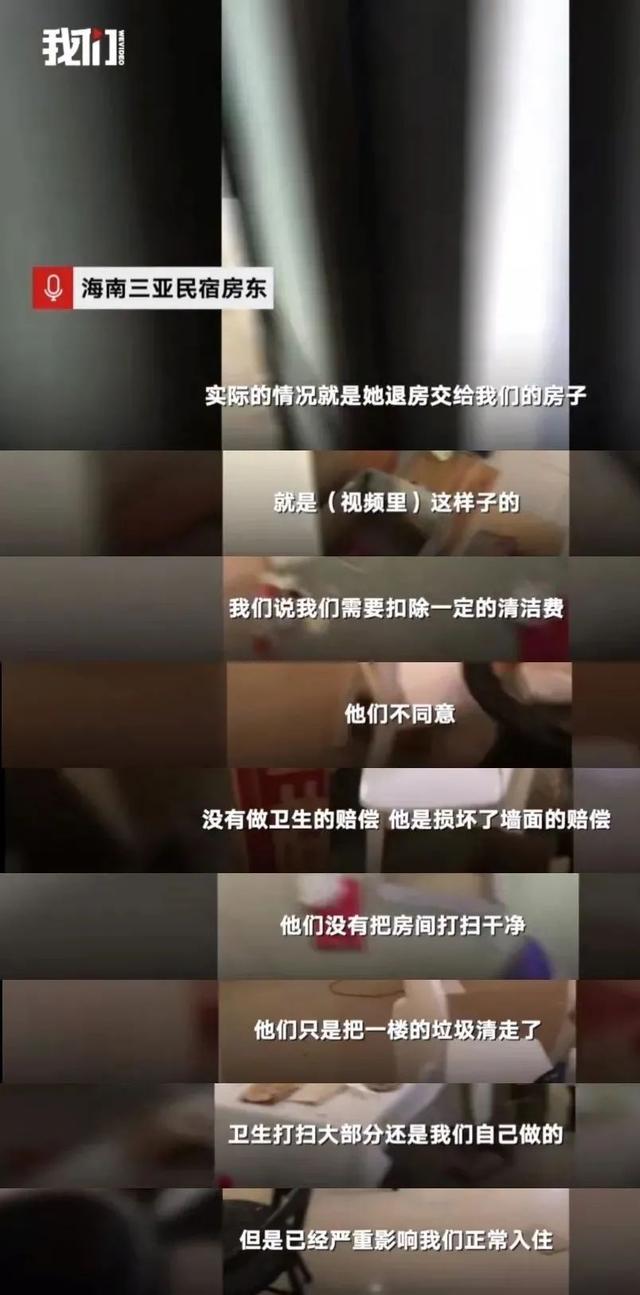 我们
WEVIDEO
海南三亚民宿房东
实际的情况就是她退房交给我们的房子
就是（视频里）这样子的
我们说我们需要扣除一定的清洁费
他们不同意
没有做卫生的赔偿 他是损坏了墙面的赔偿
他们没有把房间打扫干净
他们只是把一楼的垃圾清走了
卫生打扫大部分还是我们自己做的
但是已经严重影响我们正常入住